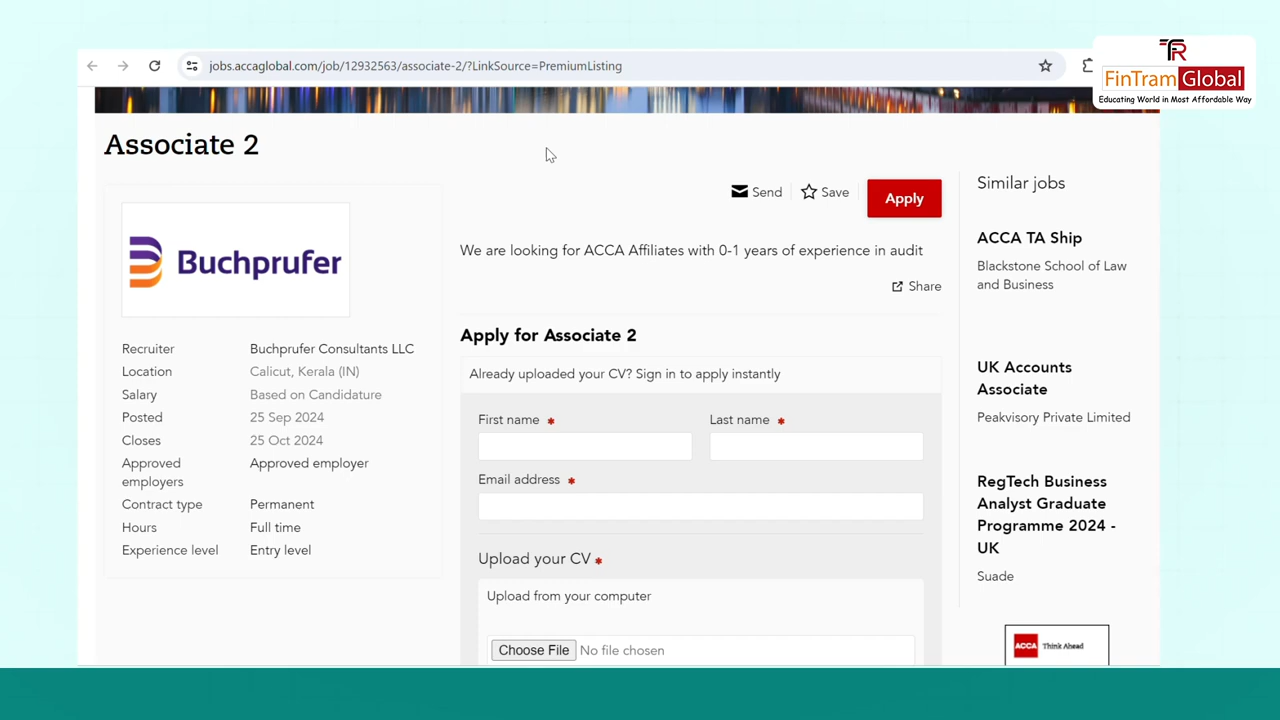 jobs.accaglobal.com/job/12932563/associate-2/?LinkSource=PremiumListing
FR
FinTram Global
Educating World in Most Affordable Way
Associate 2
Send
Save
Apply
Buchprufer
We are looking for ACCA Affiliates with 0-1 years of experience in audit
Share
Recruiter Buchprufer Consultants LLC
Location Calicut, Kerala (IN)
Salary Based on Candidature
Posted 25 Sep 2024
Closes 25 Oct 2024
Approved employers Approved employer
Contract type Permanent
Hours Full time
Experience level Entry level
Apply for Associate 2
Already uploaded your CV? Sign in to apply instantly
First name * Last name *
Email address *
Upload your CV *
Upload from your computer
Choose File No file chosen
Similar jobs
ACCA TA Ship
Blackstone School of Law
and Business
UK Accounts
Associate
Peakvisory Private Limited
RegTech Business
Analyst Graduate
Programme 2024 -
UK
Suade
ACCA Think Ahead